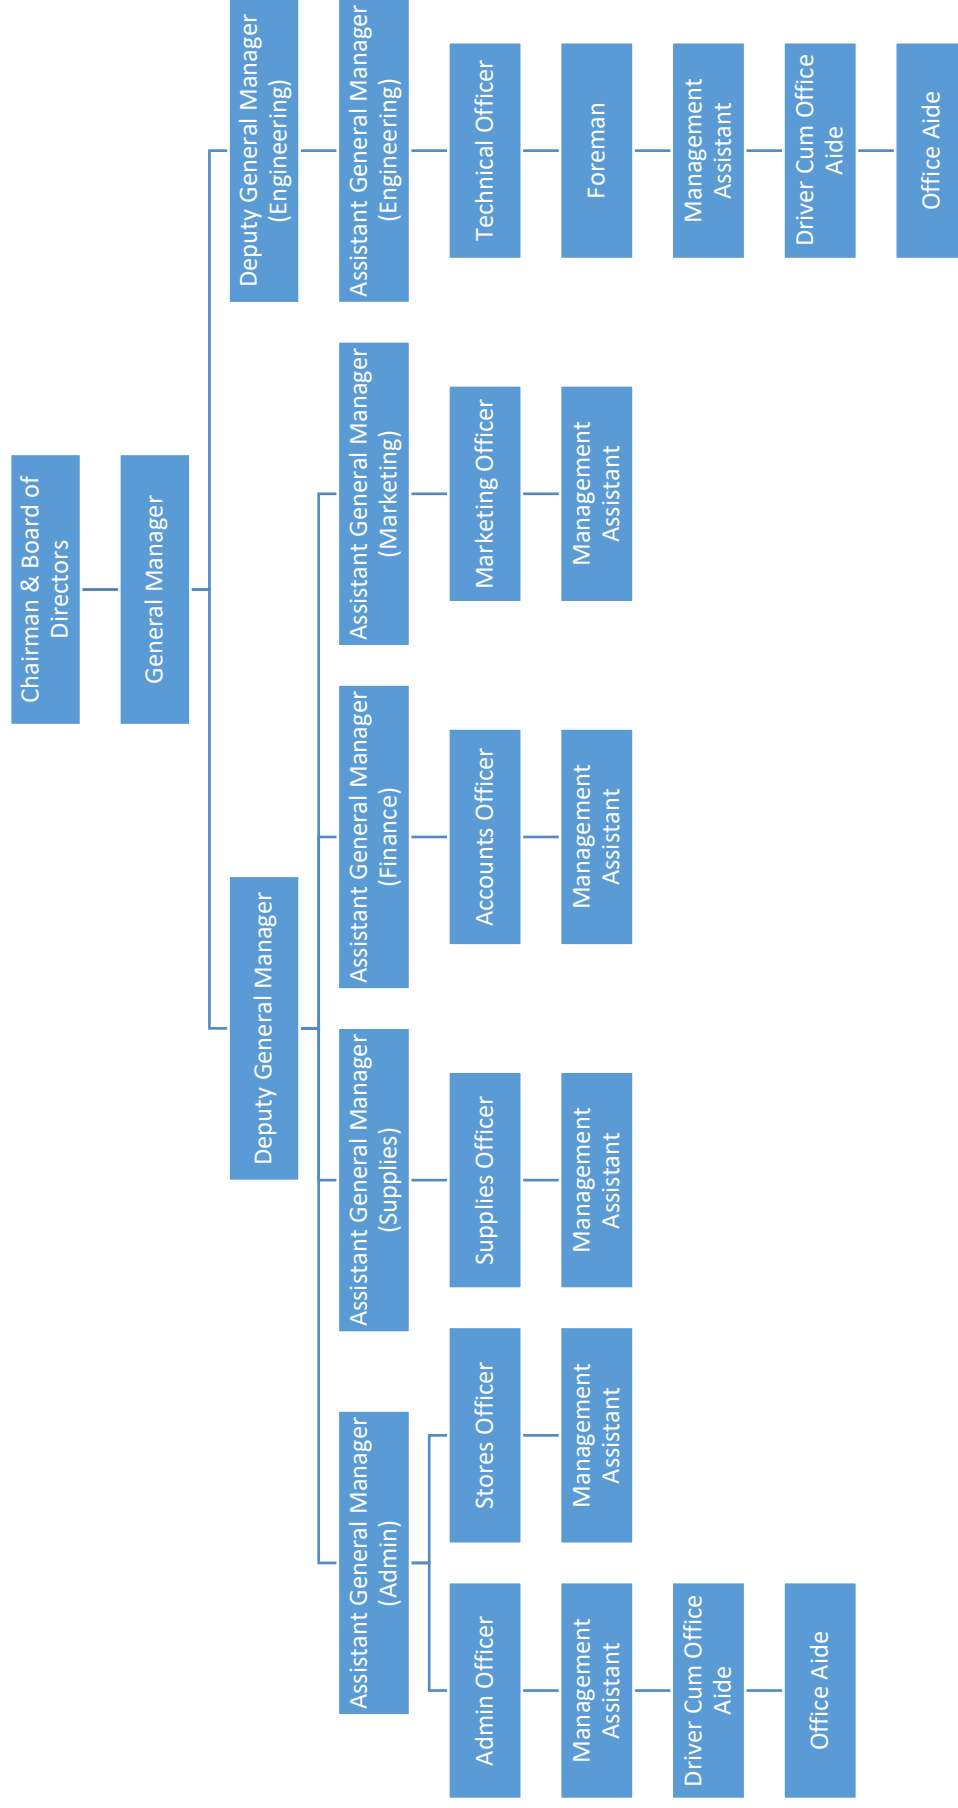 Chairman & Board of
Directors
General Manager
Deputy General Manager
Deputy General Manager
(Engineering)
Assistant General Manager
(Admin)
Assistant General Manager
(Supplies)
Assistant General Manager
(Finance)
Assistant General Manager
(Marketing)
Assistant General Manager
(Engineering)
Admin Officer
Stores Officer
Supplies Officer
Accounts Officer
Marketing Officer
Technical Officer
Management
Assistant
Management
Assistant
Management
Assistant
Management
Assistant
Management
Assistant
Foreman
Driver Cum Office
Aide
Management
Assistant
Office Aide
Driver Cum Office
Aide
Office Aide